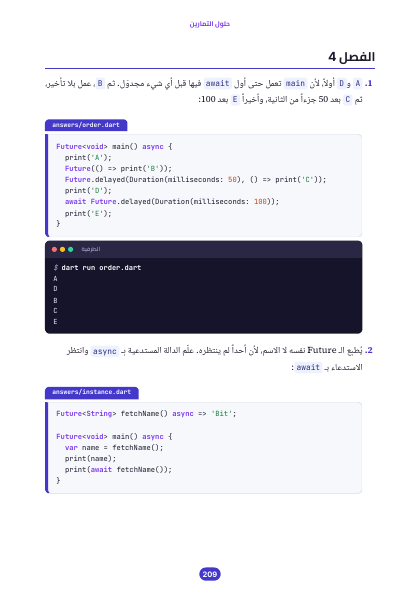 حلول التمارين
الفصل 4
1. A و D أولاً، لأن main تعمل حتى أول await فيها قبل أي شيء مجدوَل. ثم B، عمل بلا تأخير،
ثم C بعد 50 جزءاً من الثانية، وأخيراً E بعد 100:
answers/order.dart
Future<void> main() async {
  print('A');
  Future(() => print('B'));
  Future.delayed(Duration(milliseconds: 50), () => print('C'));
  print('D');
  await Future.delayed(Duration(milliseconds: 100));
  print('E');
}
الطرفية
$ dart run order.dart
A
D
B
C
E
2. يُطبع الـ Future نفسه لا الاسم، لأن أحداً لم ينتظره. علّم الدالة المستدعية بـ async وانتظر
الاستدعاء بـ await:
answers/instance.dart
Future<String> fetchName() async => 'Bit';
Future<void> main() async {
  var name = fetchName();
  print(name);
  print(await fetchName());
}
209